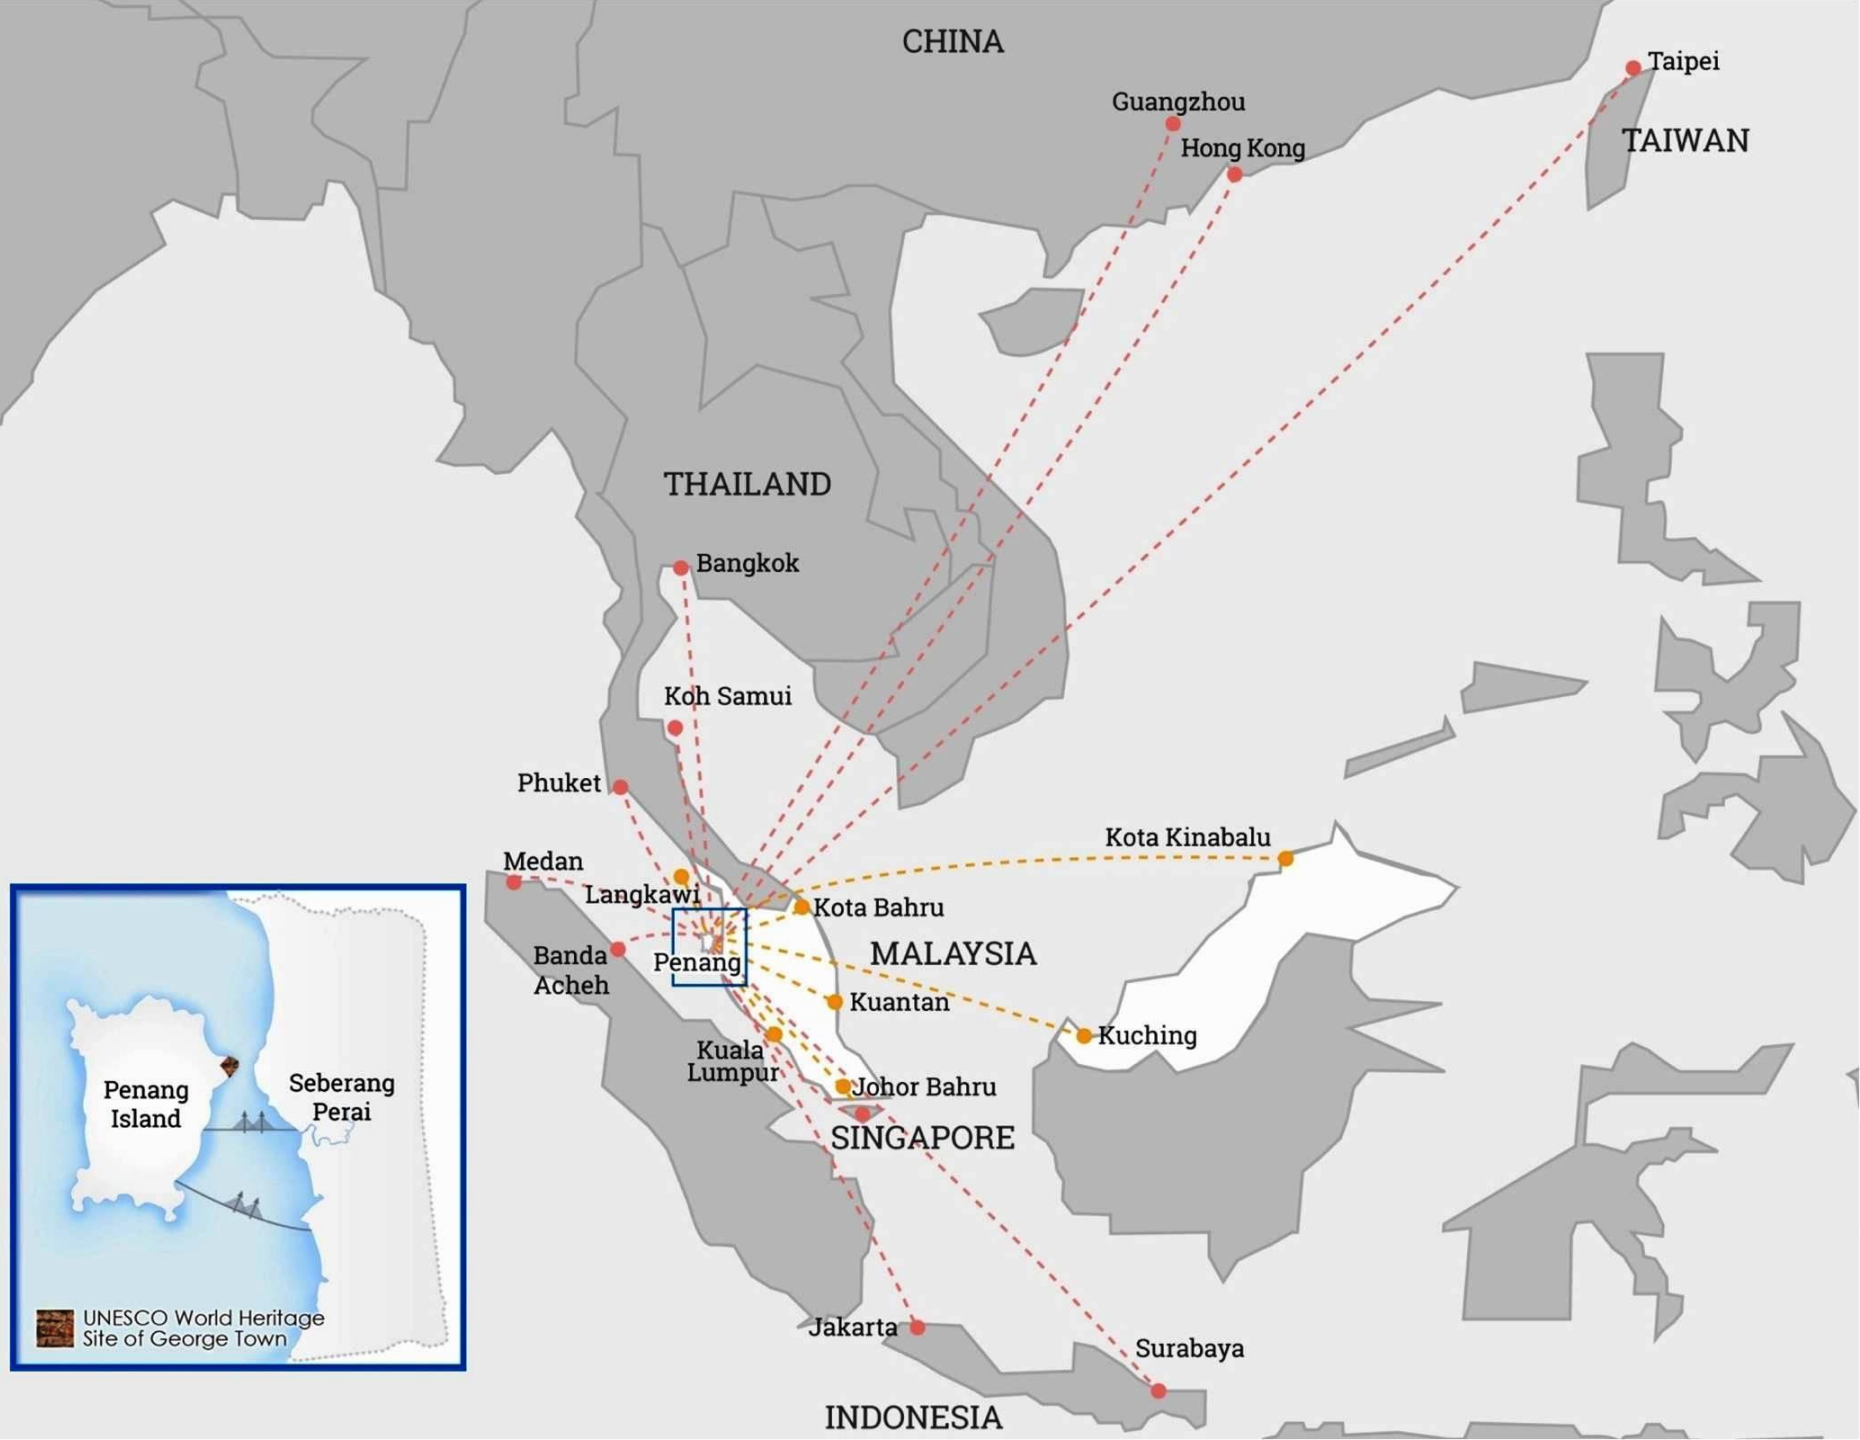 CHINA
Taipei
Guangzhou
TAIWAN
Hong Kong
THAILAND
Bangkok
Koh Samui
Phuket
Kota Kinabalu
Medan
Langkawi
Kota Bahru
MALAYSIA
Banda
Acheh
Penang
Kuantan
Kuching
Kuala
Lumpur
Johor Bahru
SINGAPORE
Penang
Island
Seberang
Perai
UNESCO World Heritage
Site of George Town
Jakarta
Surabaya
INDONESIA